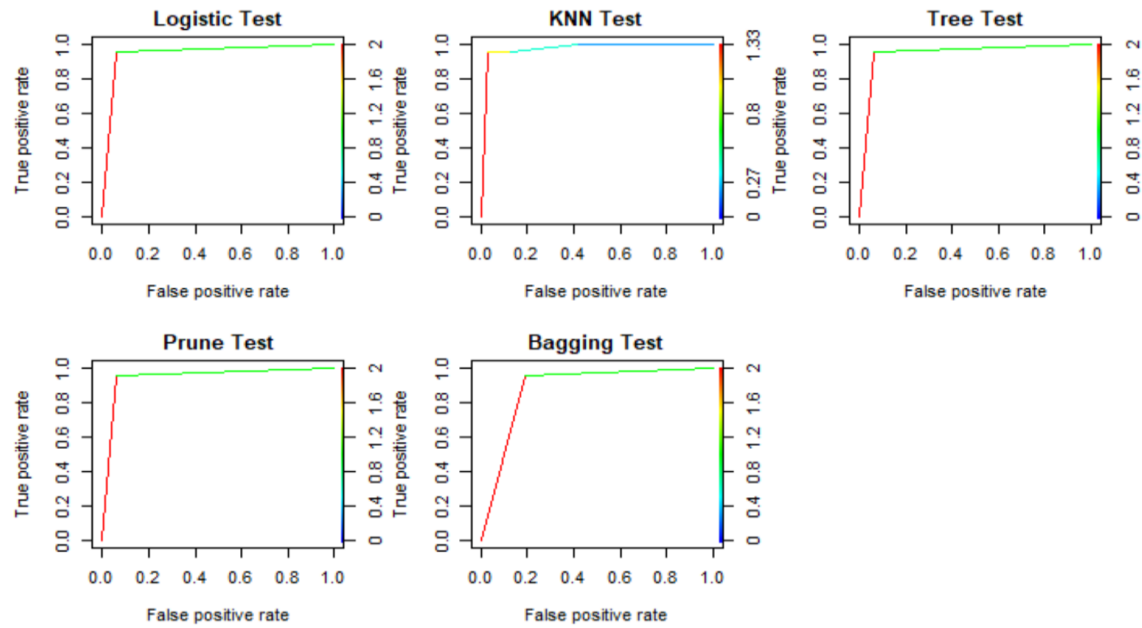 Logistic Test
True positive rate
0.0 0.2 0.4 0.6 0.8 1.0
0 0.4 0.8 1.2 1.6 2
0.0 0.2 0.4 0.6 0.8 1.0
False positive rate
KNN Test
True positive rate
0.0 0.2 0.4 0.6 0.8 1.0
0 0.27 0.8 1.33
0.0 0.2 0.4 0.6 0.8 1.0
False positive rate
Tree Test
True positive rate
0.0 0.2 0.4 0.6 0.8 1.0
0 0.4 0.8 1.2 1.6 2
0.0 0.2 0.4 0.6 0.8 1.0
False positive rate
Prune Test
True positive rate
0.0 0.2 0.4 0.6 0.8 1.0
0 0.4 0.8 1.2 1.6 2
0.0 0.2 0.4 0.6 0.8 1.0
False positive rate
Bagging Test
True positive rate
0.0 0.2 0.4 0.6 0.8 1.0
0 0.4 0.8 1.2 1.6 2
0.0 0.2 0.4 0.6 0.8 1.0
False positive rate